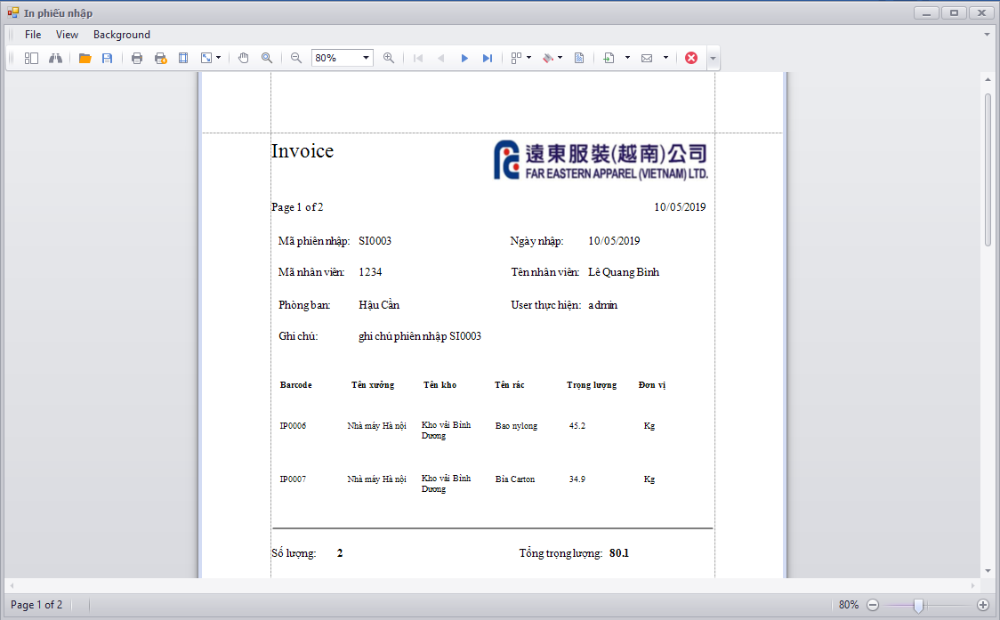 In phiếu nhập
File View Background
80%
Invoice
遠東服裝(越南)公司
FAR EASTERN APPAREL (VIETNAM) LTD.
Page 1 of 2 10/05/2019
Mã phiên nhập: SI0003 Ngày nhập: 10/05/2019
Mã nhân viên: 1234 Tên nhân viên: Lê Quang Bình
Phòng ban: Hậu Cần User thực hiện: admin
Ghi chú: ghi chú phiên nhập SI0003
Barcode Tên xưởng Tên kho Tên rác Trọng lượng Đơn vị
IP0006 Nhà máy Hà nội Kho vải Bình Dương Bao nylong 45.2 Kg
IP0007 Nhà máy Hà nội Kho vải Bình Dương Bìa Carton 34.9 Kg
Số lượng: 2 Tổng trọng lượng: 80.1
Page 1 of 2 80%